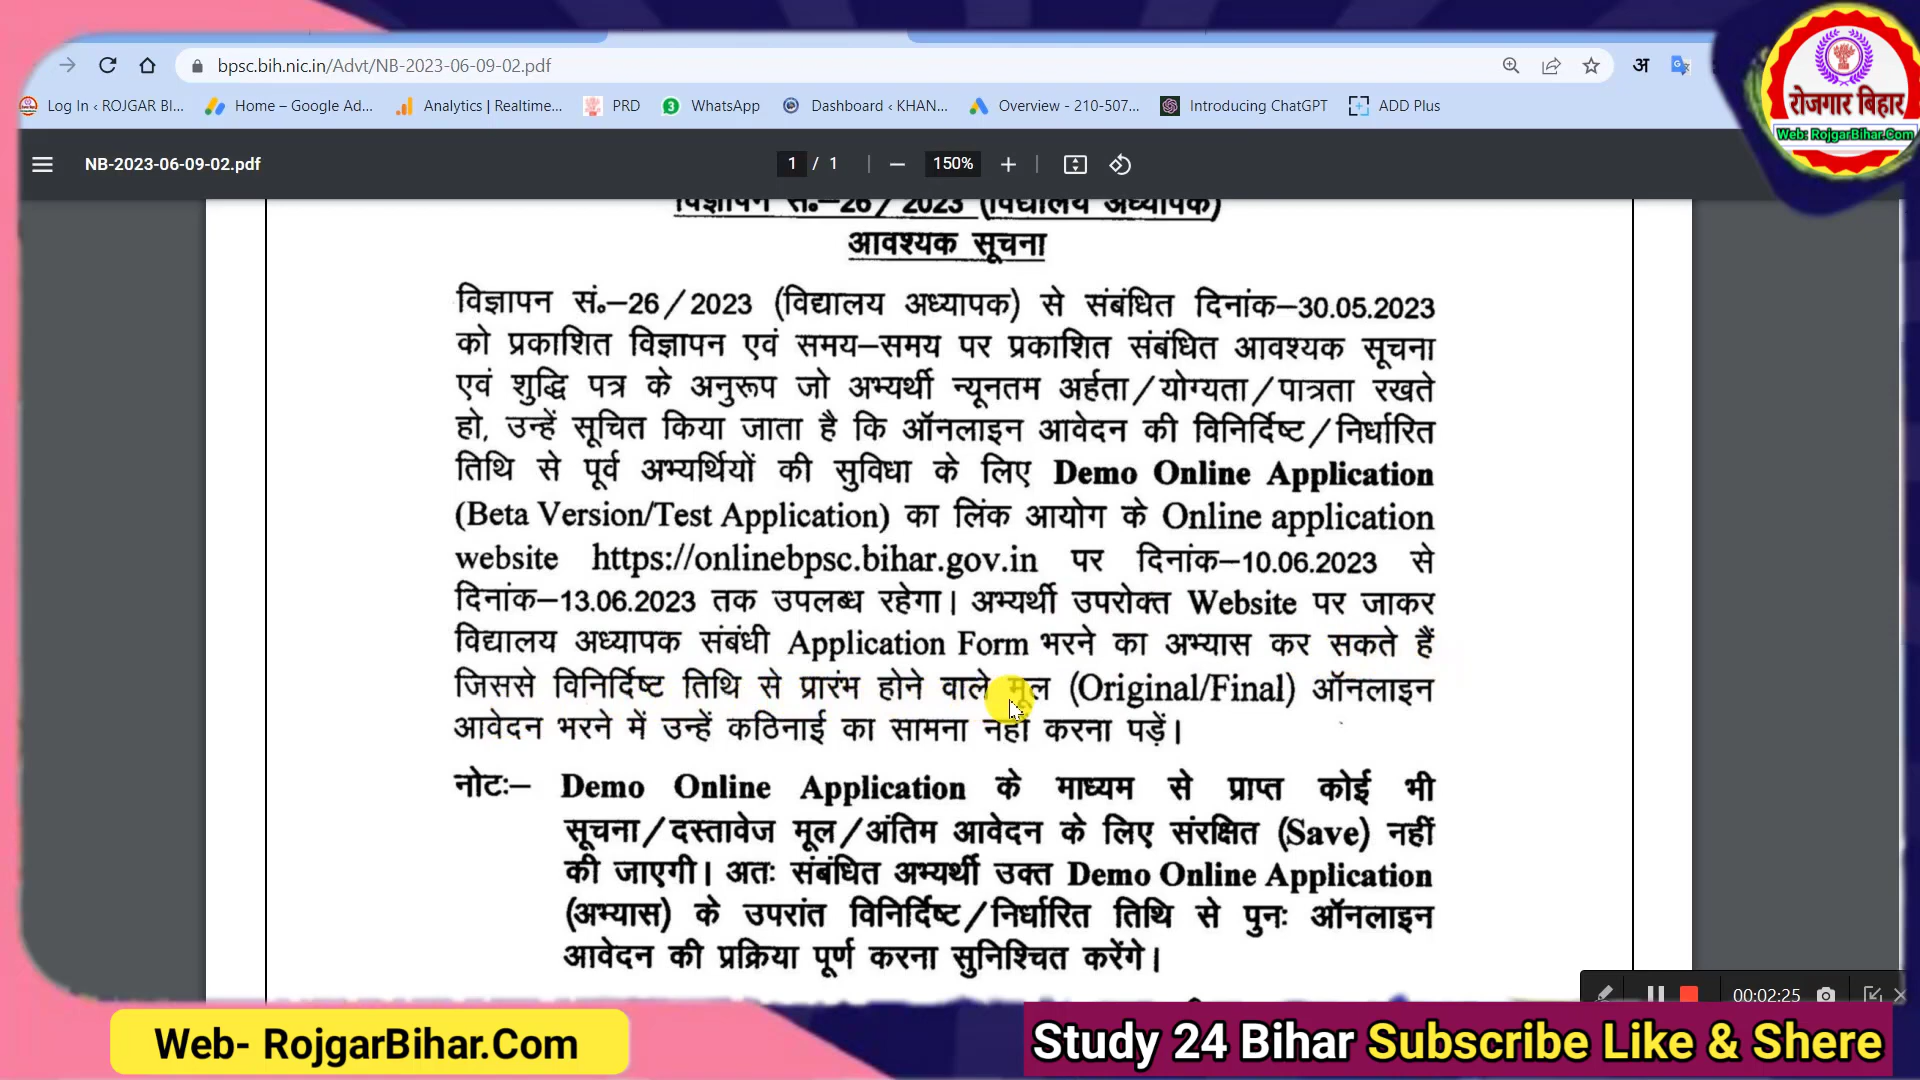 bpsc.bih.nic.in/Advt/NB-2023-06-09-02.pdf
अ
Log In ‹ ROJGAR BI... Home – Google Ad... Analytics | Realtime... PRD 3 WhatsApp Dashboard ‹ KHAN... Overview - 210-507... Introducing ChatGPT ADD Plus
रोजगार बिहार
Web: RojgarBihar.Com
NB-2023-06-09-02.pdf 1 / 1 150%
विज्ञापन सं०–26/2023 (विद्यालय अध्यापक)
आवश्यक सूचना
विज्ञापन सं०–26/2023 (विद्यालय अध्यापक) से संबंधित दिनांक–30.05.2023
को प्रकाशित विज्ञापन एवं समय–समय पर प्रकाशित संबंधित आवश्यक सूचना
एवं शुद्धि पत्र के अनुरूप जो अभ्यर्थी न्यूनतम अर्हता/योग्यता/पात्रता रखते
हो, उन्हें सूचित किया जाता है कि ऑनलाइन आवेदन की विनिर्दिष्ट/निर्धारित
तिथि से पूर्व अभ्यर्थियों की सुविधा के लिए Demo Online Application
(Beta Version/Test Application) का लिंक आयोग के Online application
website https://onlinebpsc.bihar.gov.in पर दिनांक–10.06.2023 से
दिनांक–13.06.2023 तक उपलब्ध रहेगा। अभ्यर्थी उपरोक्त Website पर जाकर
विद्यालय अध्यापक संबंधी Application Form भरने का अभ्यास कर सकते हैं
जिससे विनिर्दिष्ट तिथि से प्रारंभ होने वाले मूल (Original/Final) ऑनलाइन
आवेदन भरने में उन्हें कठिनाई का सामना नहीं करना पड़ें।
नोटः– Demo Online Application के माध्यम से प्राप्त कोई भी
सूचना/दस्तावेज मूल/अंतिम आवेदन के लिए संरक्षित (Save) नहीं
की जाएगी। अतः संबंधित अभ्यर्थी उक्त Demo Online Application
(अभ्यास) के उपरांत विनिर्दिष्ट/निर्धारित तिथि से पुनः ऑनलाइन
आवेदन की प्रक्रिया पूर्ण करना सुनिश्चित करेंगे।
00:02:25
Web- RojgarBihar.Com
Study 24 Bihar Subscribe Like & Shere